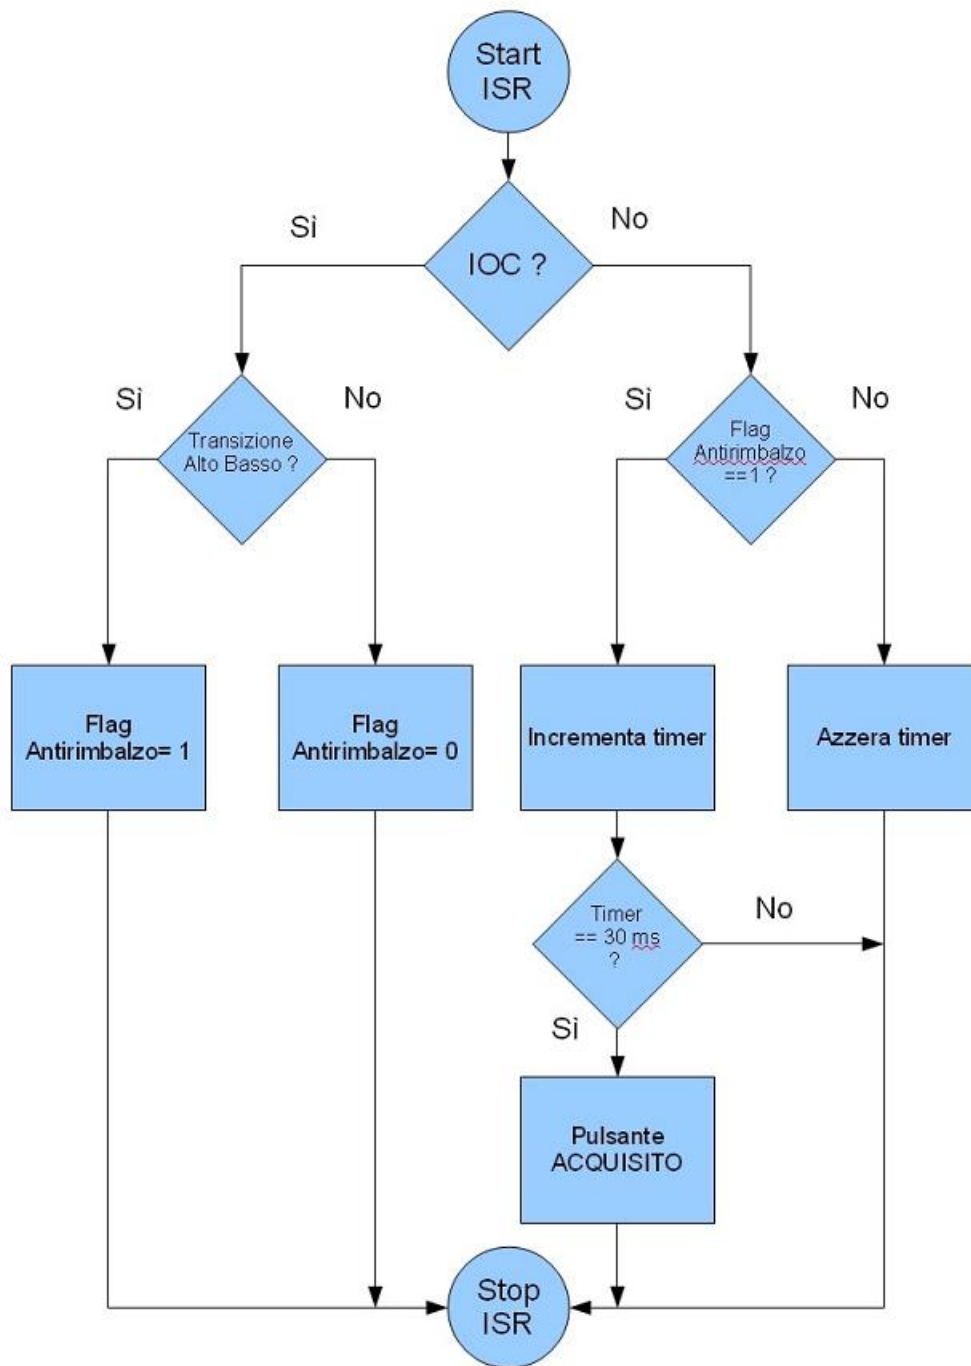 Start
ISR
Sì
No
IOC ?
Sì
No
Sì
No
Transizione
Alto Basso ?
Flag
Antirimbalzo
==1 ?
Flag
Antirimbalzo= 1
Flag
Antirimbalzo= 0
Incrementa timer
Azzera timer
Timer
== 30 ms
?
No
Sì
Pulsante
ACQUISITO
Stop
ISR